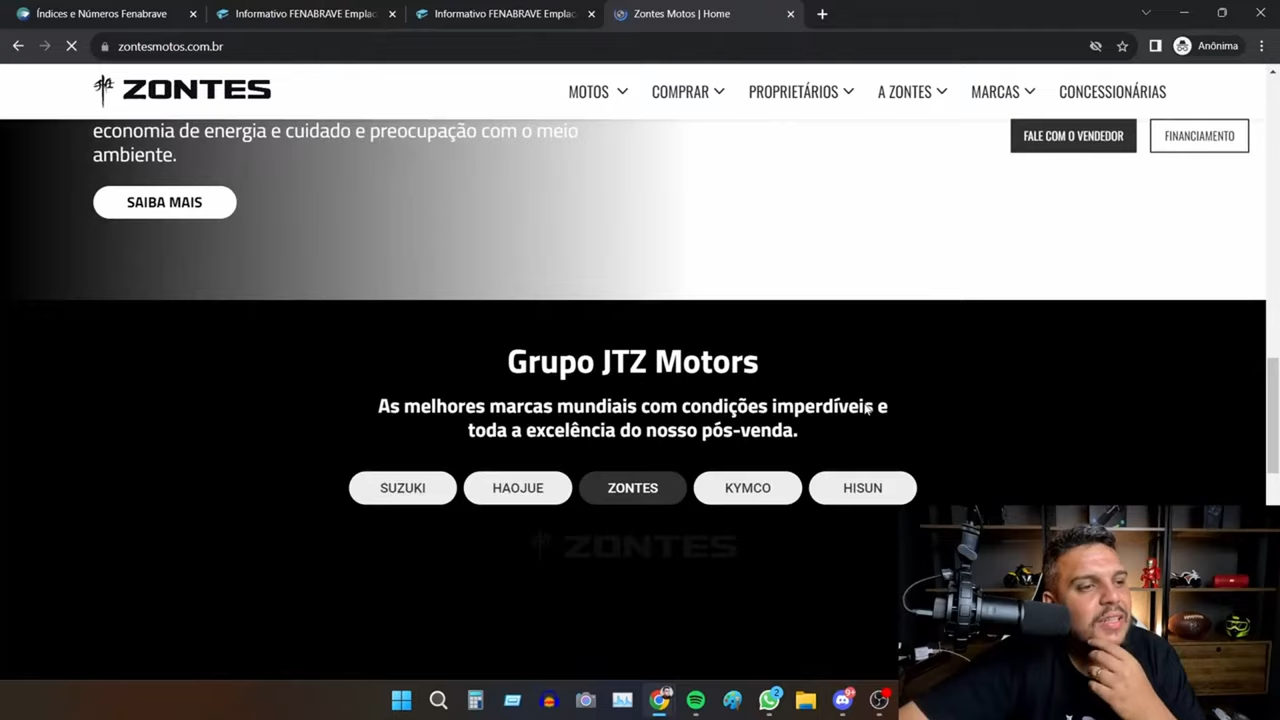 Índices e Números Fenabrave
Informativo FENABRAVE Emplac
Informativo FENABRAVE Emplac
Zontes Motos | Home
zontesmotos.com.br
Anônima
ZONTES
MOTOS
COMPRAR
PROPRIETÁRIOS
A ZONTES
MARCAS
CONCESSIONÁRIAS
economia de energia e cuidado e preocupação com o meio
ambiente.
FALE COM O VENDEDOR
FINANCIAMENTO
SAIBA MAIS
Grupo JTZ Motors
As melhores marcas mundiais com condições imperdíveis e
toda a excelência do nosso pós-venda.
SUZUKI
HAOJUE
ZONTES
KYMCO
HISUN
ZONTES
2
9+